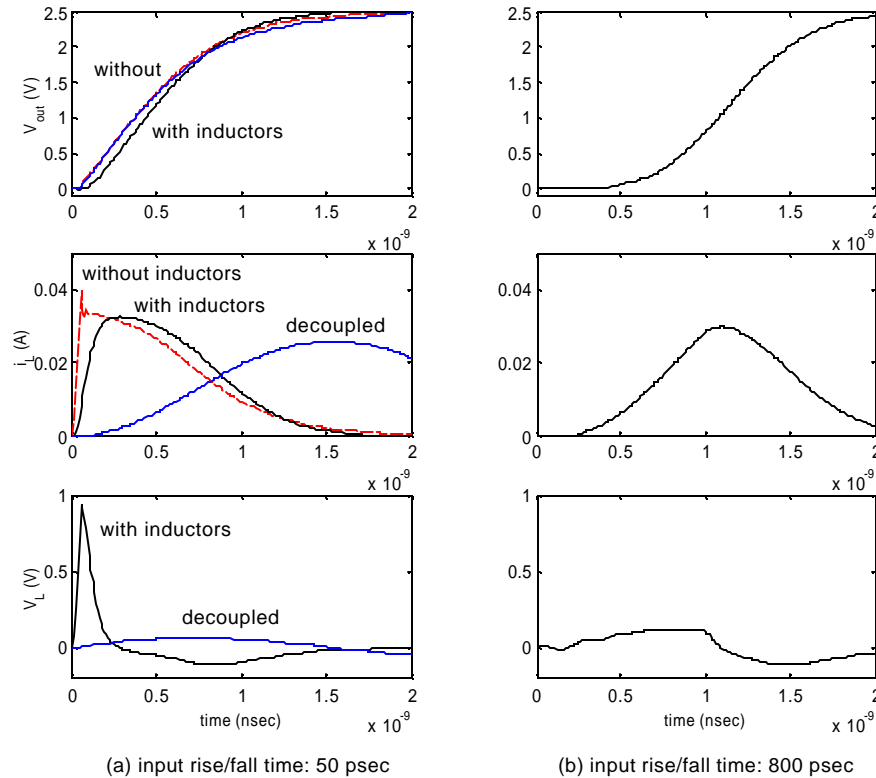 2.5
2
1.5
1
0.5
0
V_out (V)
without
with inductors
0 0.5 1 1.5 2
x 10^-9
2.5
2
1.5
1
0.5
0
0 0.5 1 1.5 2
x 10^-9
0.04
0.02
0
i_L (A)
without inductors
with inductors
decoupled
0 0.5 1 1.5 2
x 10^-9
0.04
0.02
0
0 0.5 1 1.5 2
x 10^-9
1
0.5
0
V_L (V)
with inductors
decoupled
0 0.5 1 1.5 2
time (nsec)
x 10^-9
1
0.5
0
0 0.5 1 1.5 2
time (nsec)
x 10^-9
(a) input rise/fall time: 50 psec
(b) input rise/fall time: 800 psec